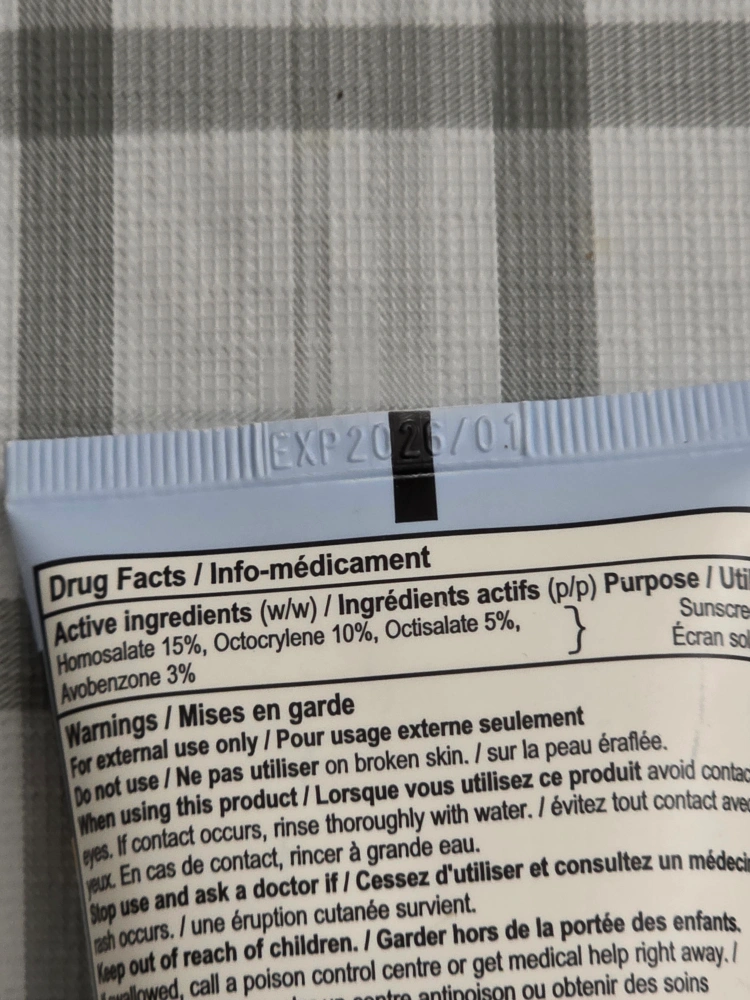 EXP2026/01
Drug Facts / Info-médicament
Active ingredients (w/w) / Ingrédients actifs (p/p) Purpose / Uti
Homosalate 15%, Octocrylene 10%, Octisalate 5%, } Sunscre
Avobenzone 3% Écran sol
Warnings / Mises en garde
For external use only / Pour usage externe seulement
Do not use / Ne pas utiliser on broken skin. / sur la peau éraflée.
When using this product / Lorsque vous utilisez ce produit avoid contac
eyes. If contact occurs, rinse thoroughly with water. / évitez tout contact avec
yeux. En cas de contact, rincer à grande eau.
Stop use and ask a doctor if / Cessez d'utiliser et consultez un médecin
rash occurs. / une éruption cutanée survient.
Keep out of reach of children. / Garder hors de la portée des enfants.
swallowed, call a poison control centre or get medical help right away. /
centre antipoison ou obtenir des soins